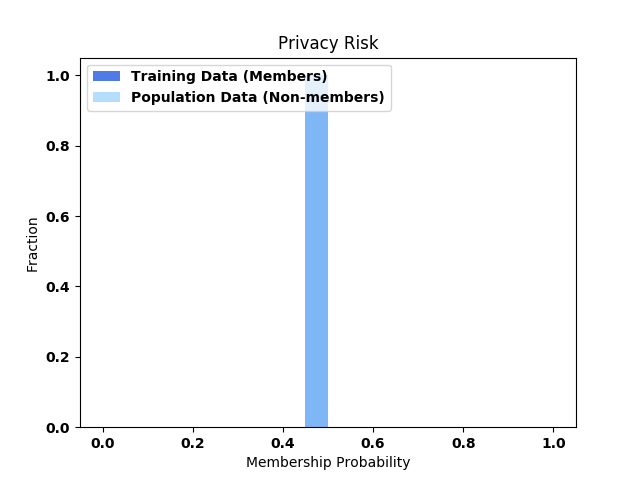 Privacy Risk
Training Data (Members)
Population Data (Non-members)
1.0
0.8
0.6
0.4
0.2
0.0
Fraction
0.0 0.2 0.4 0.6 0.8 1.0
Membership Probability